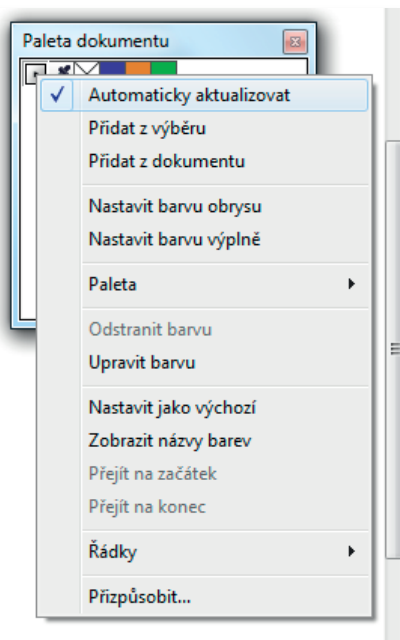 Paleta dokumentu
Automaticky aktualizovat
Přidat z výběru
Přidat z dokumentu
Nastavit barvu obrysu
Nastavit barvu výplně
Paleta
Odstranit barvu
Upravit barvu
Nastavit jako výchozí
Zobrazit názvy barev
Přejít na začátek
Přejít na konec
Řádky
Přizpůsobit...